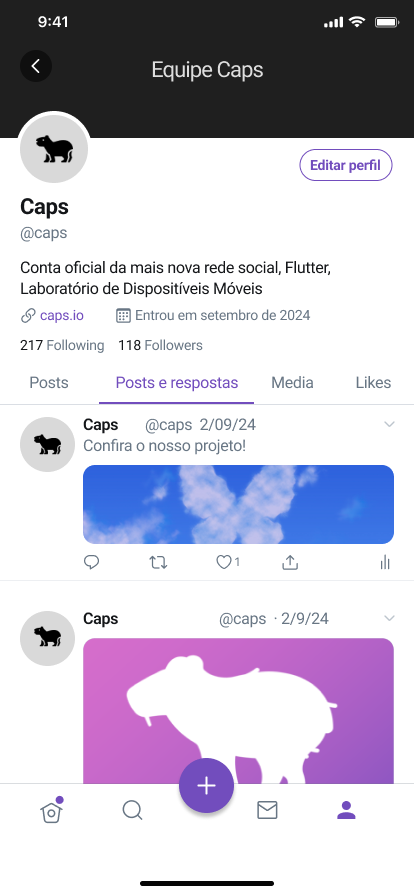 9:41
Equipe Caps
Editar perfil
Caps
@caps
Conta oficial da mais nova rede social, Flutter,
Laboratório de Dispositíveis Móveis
caps.io Entrou em setembro de 2024
217 Following 118 Followers
Posts Posts e respostas Media Likes
Caps @caps 2/09/24
Confira o nosso projeto!
1
Caps @caps · 2/9/24